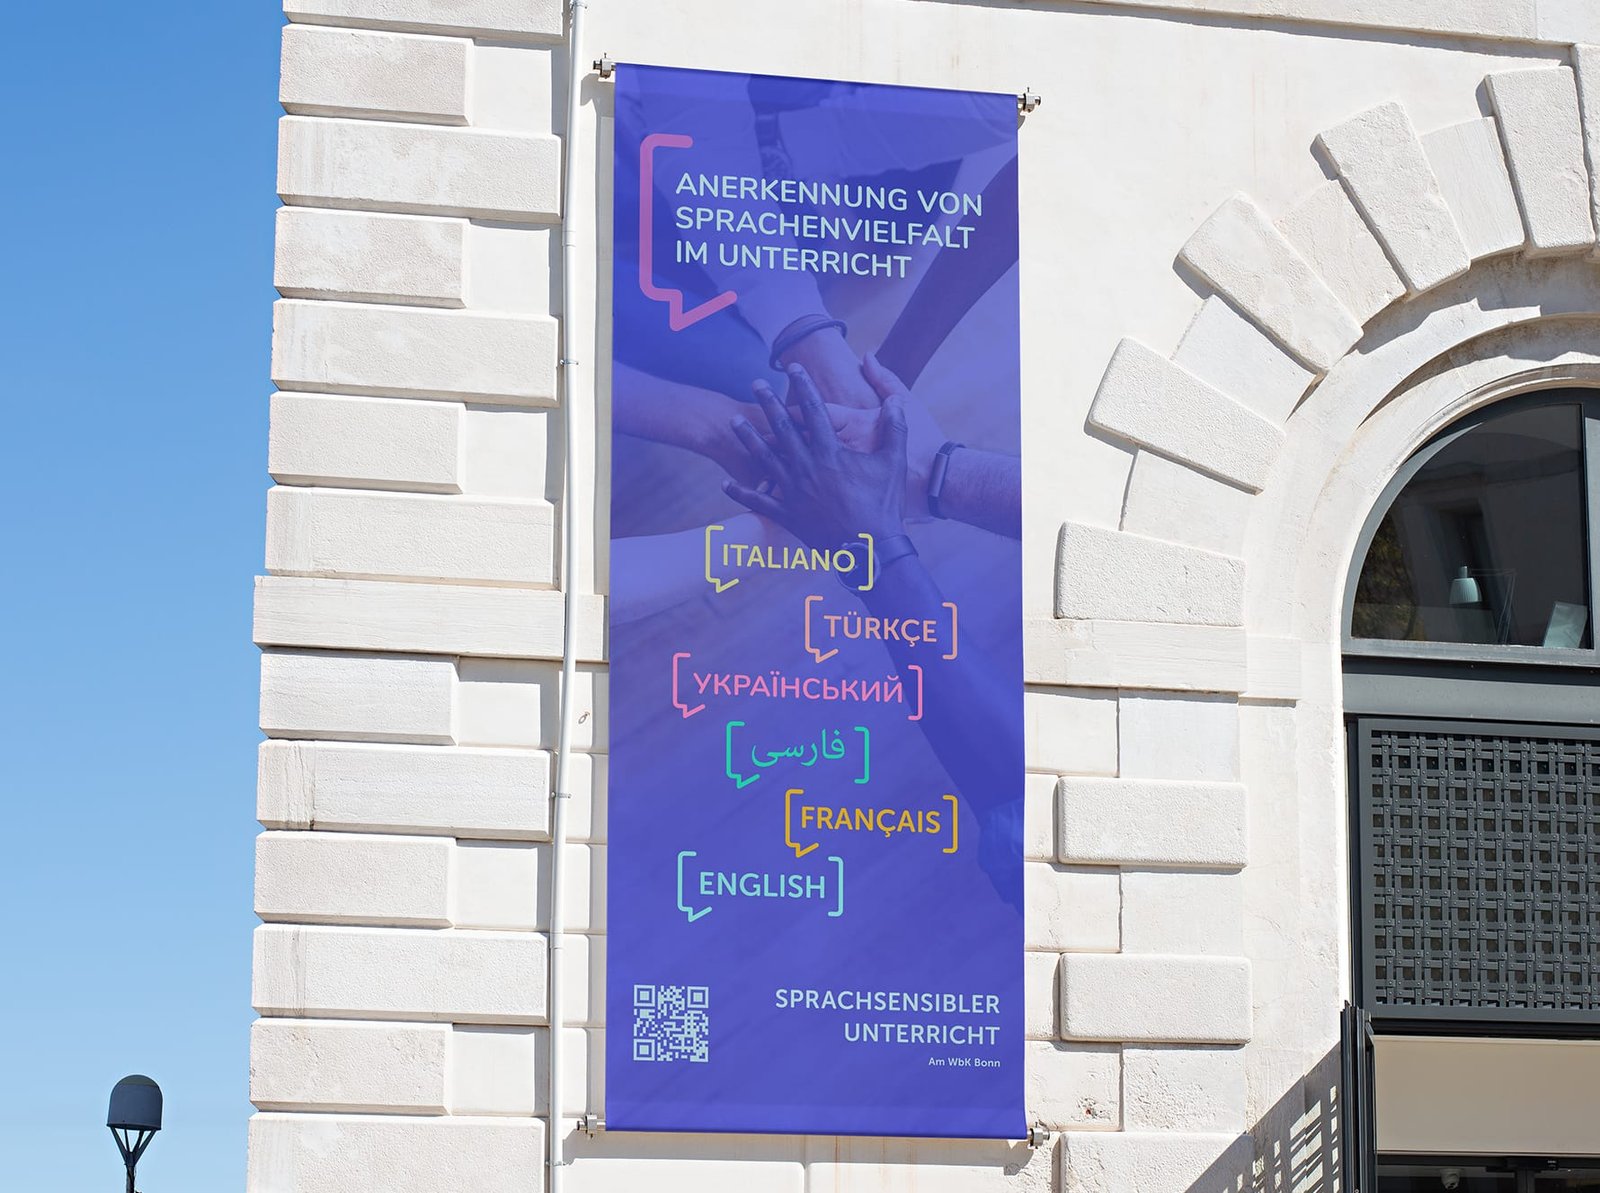 ANERKENNUNG VON
SPRACHENVIELFALT
IM UNTERRICHT
ITALIANO
TÜRKÇE
УКРАЇНСЬКИЙ
فارسی
FRANÇAIS
ENGLISH
SPRACHSENSIBLER
UNTERRICHT
Am WbK Bonn